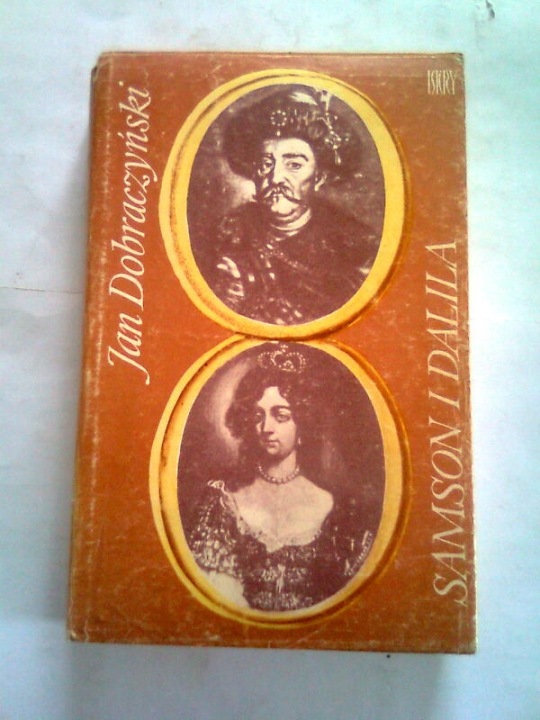 ISKRY
Jan Dobraczyński
SAMSON I DALILA